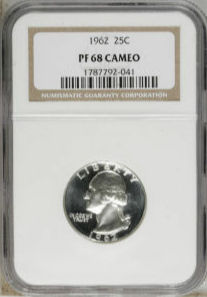 1962 25C
PF 68 CAMEO
1787792-041
NUMISMATIC GUARANTY CORPORATION
LIBERTY
IN GOD WE
TRUST
1962